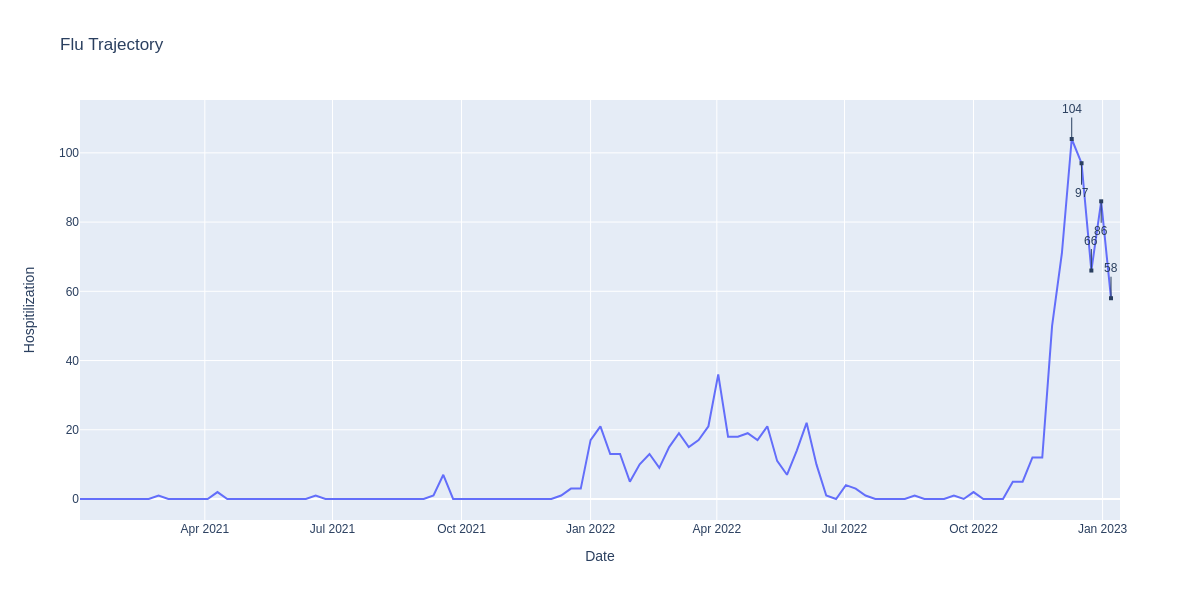 Flu Trajectory
104
100
97
80
86
66
58
60
40
20
0
Hospitilization
Apr 2021
Jul 2021
Oct 2021
Jan 2022
Apr 2022
Jul 2022
Oct 2022
Jan 2023
Date